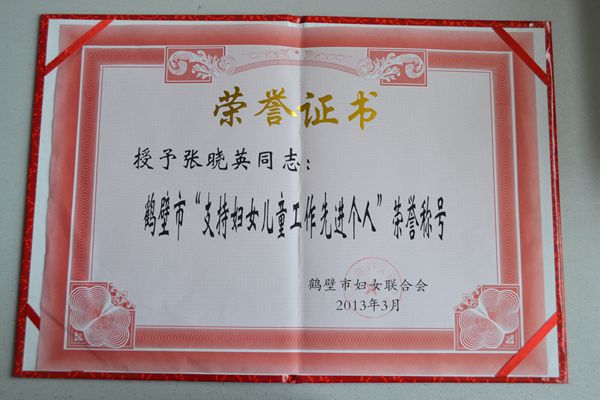 荣誉证书
授予张晓英同志：
鹤壁市“支持妇女儿童工作先进个人”荣誉称号
鹤壁市妇女联合会
2013年3月